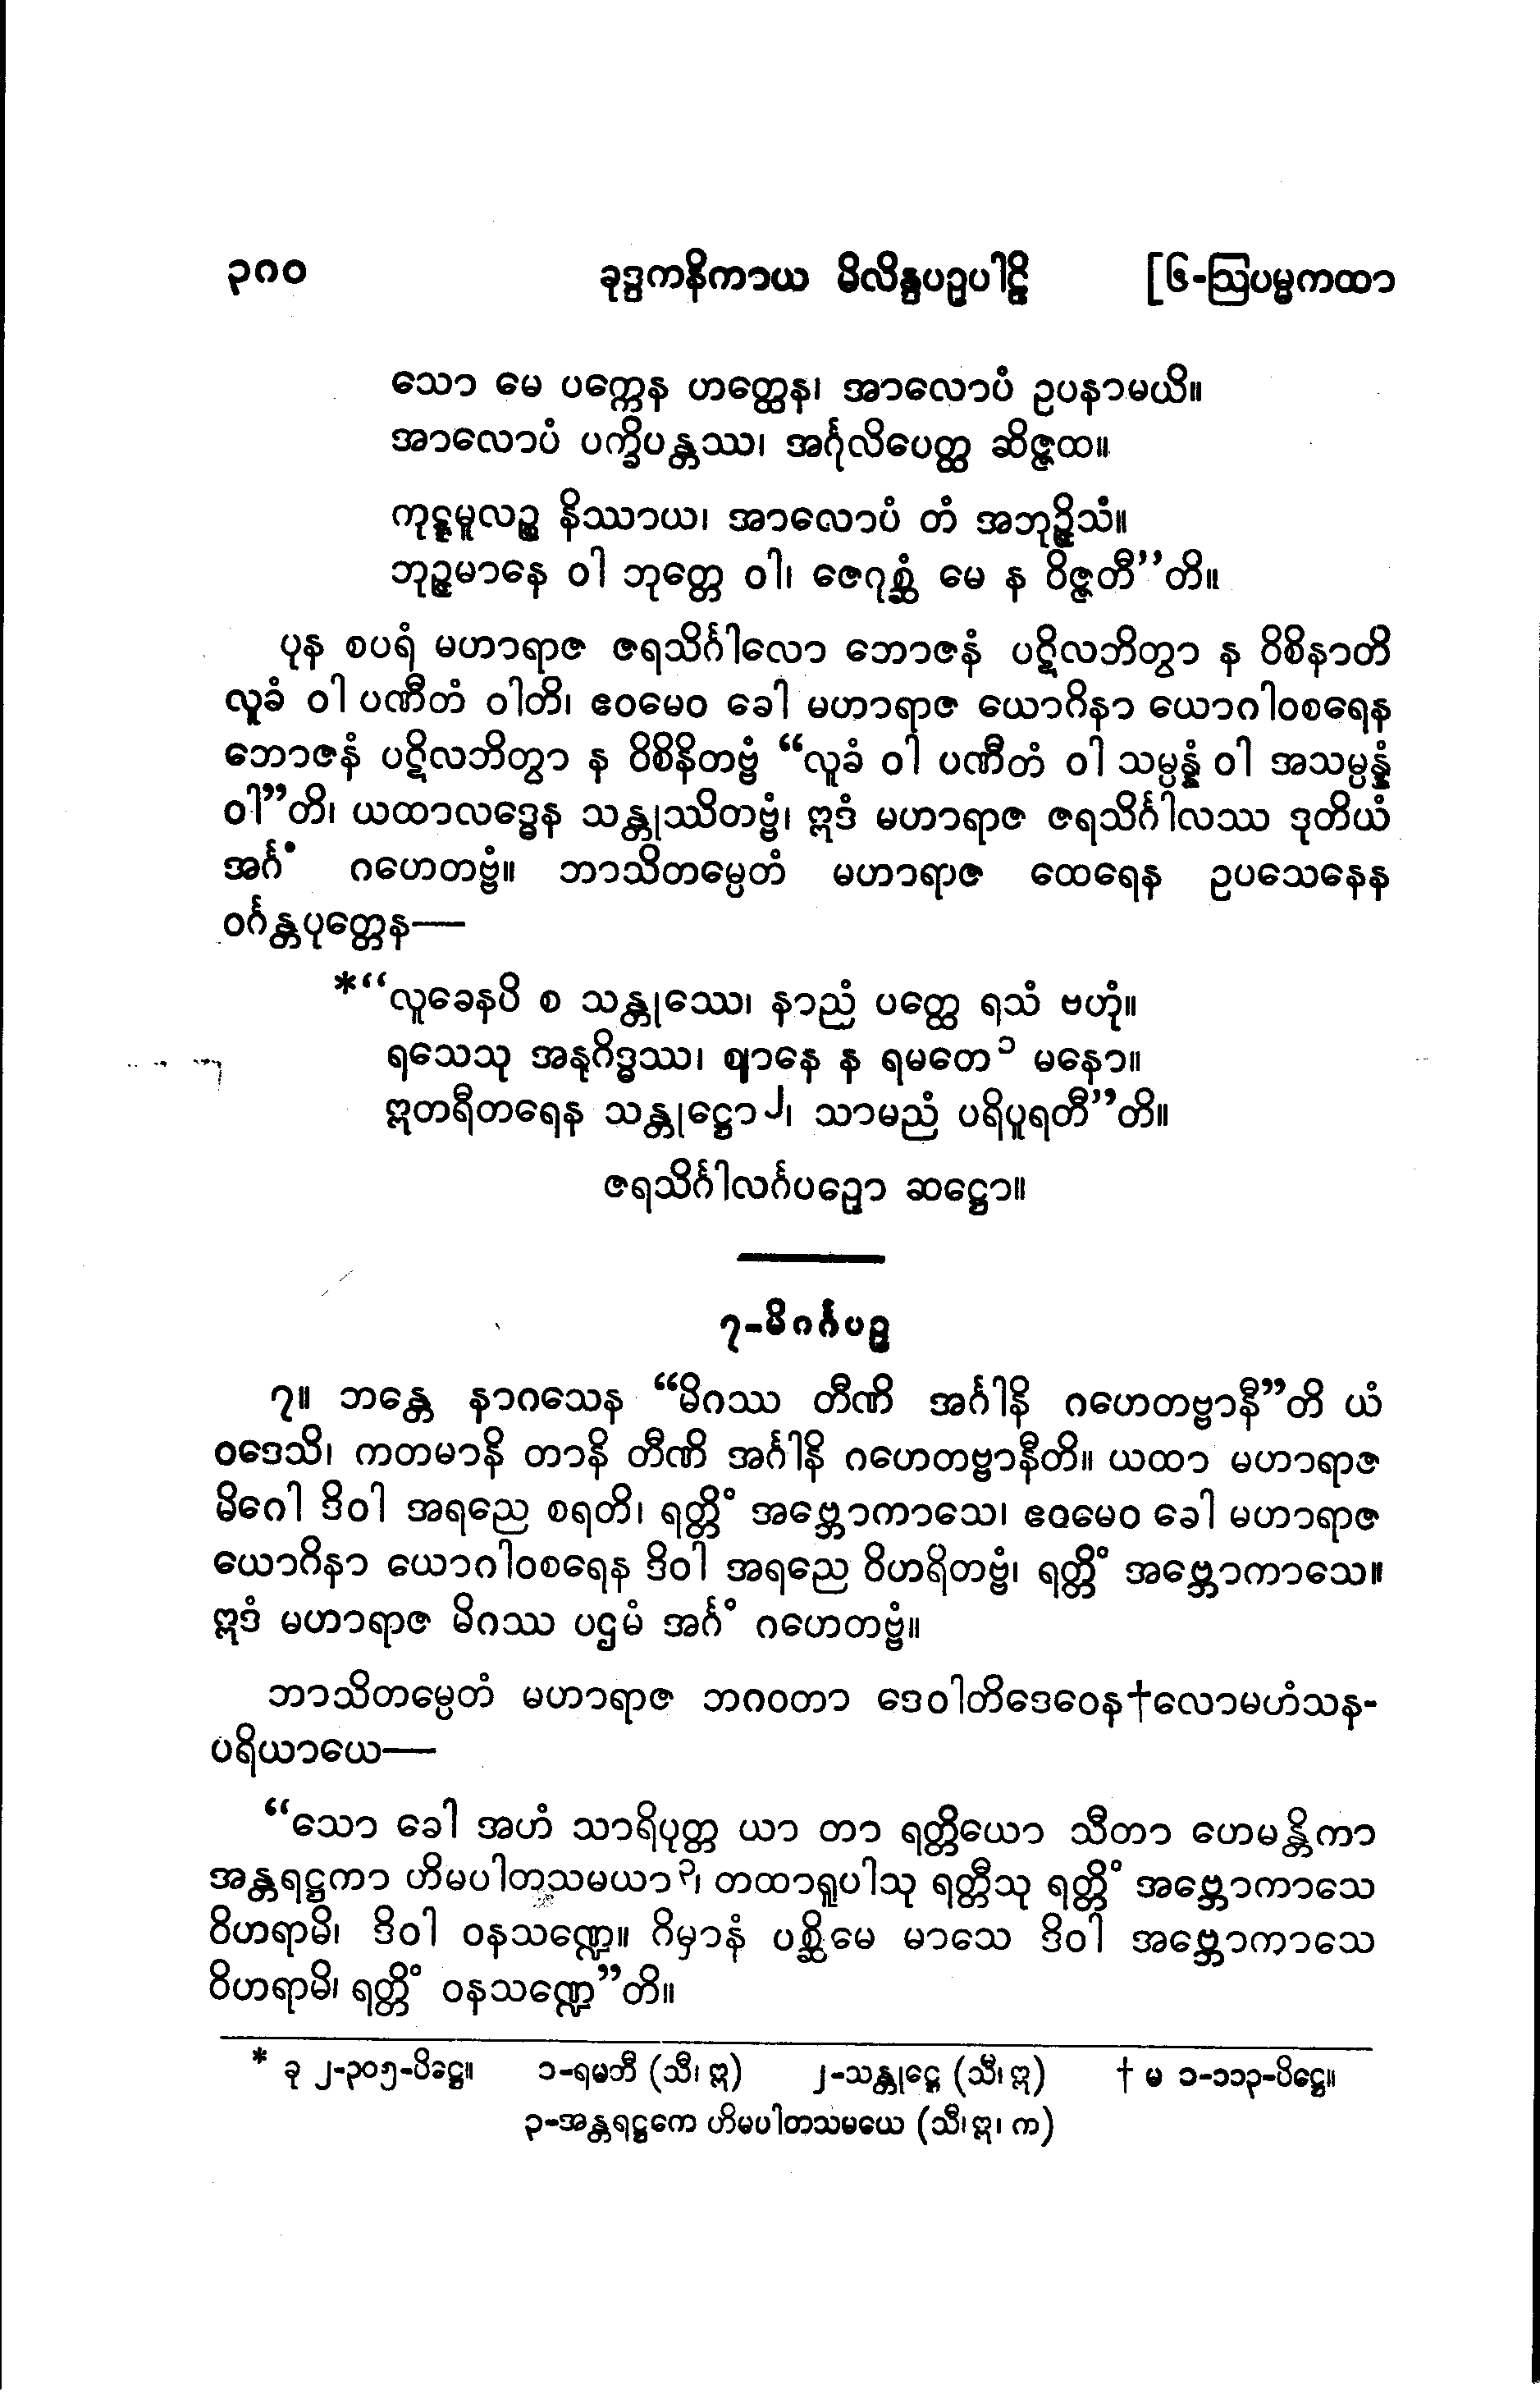 ၃၈၀ ခုဒ္ဒကနိကာယ မိလိန္ဒပဉှပါဠိ [၆-ဩပမ္မကထာ
သော မေ ပက္ကေန ဟတ္ထေန၊ အာလောပံ ဥပနာမယိ။
အာလောပံ ပက္ခိပန္တဿ၊ အင်္ဂုလိပေတ္ထ ဆိဇ္ဇထ။
ကုဋ္ဋမူလဉ္စ နိဿာယ၊ အာလောပံ တံ အဘုဉ္ဇိသံ။
ဘုဉ္ဇမာနေ ဝါ ဘုတ္တေ ဝါ၊ ဇေဂုစ္ဆံ မေ န ဝိဇ္ဇတီ”တိ။
ပုန စပရံ မဟာရာဇ ဇရသိင်္ဂါလော ဘောဇနံ ပဋိလဘိတွာ န ဝိစိနာတိ
လူခံ ဝါ ပဏီတံ ဝါတိ၊ ဧဝမေဝ ခေါ မဟာရာဇ ယောဂိနာ ယောဂါဝစရေန
ဘောဇနံ ပဋိလဘိတွာ န ဝိစိနိတဗ္ဗံ “လူခံ ဝါ ပဏီတံ ဝါ သမ္ပန္နံ ဝါ အသမ္ပန္နံ
ဝါ”တိ၊ ယထာလဒ္ဓေန သန္တုဿိတဗ္ဗံ၊ ဣဒံ မဟာရာဇ ဇရသိင်္ဂါလဿ ဒုတိယံ
အင်္ဂံ ဂဟေတဗ္ဗံ။ ဘာသိတမ္ပေတံ မဟာရာဇ ထေရေန ဥပသေနေန
ဝင်္ဂန္တပုတ္တေန—
*“လူခေနပိ စ သန္တုဿေ၊ နာညံ ပတ္ထေ ရသံ ဗဟုံ။
ရသေသု အနုဂိဒ္ဓဿ၊ ဈာနေ န ရမတေ ၁ မနော။
ဣတရီတရေန သန္တုဋ္ဌော၂၊ သာမညံ ပရိပူရတီ”တိ။
ဇရသိင်္ဂါလင်္ဂပဉှော ဆဋ္ဌော။
၇-မိဂင်္ဂပဉှ
၇။ ဘန္တေ နာဂသေန “မိဂဿ တီဏိ အင်္ဂါနိ ဂဟေတဗ္ဗာနီ”တိ ယံ
ဝဒေသိ၊ ကတမာနိ တာနိ တီဏိ အင်္ဂါနိ ဂဟေတဗ္ဗာနီတိ။ ယထာ မဟာရာဇ
မိဂေါ ဒိဝါ အရညေ စရတိ၊ ရတ္တိံ အဗ္ဘောကာသေ၊ ဧဝမေဝ ခေါ မဟာရာဇ
ယောဂိနာ ယောဂါဝစရေန ဒိဝါ အရညေ ဝိဟရိတဗ္ဗံ၊ ရတ္တိံ အဗ္ဘောကာသေ။
ဣဒံ မဟာရာဇ မိဂဿ ပဌမံ အင်္ဂံ ဂဟေတဗ္ဗံ။
ဘာသိတမ္ပေတံ မဟာရာဇ ဘဂဝတာ ဒေဝါတိဒေဝေန†လောမဟံသန-
ပရိယာယေ—
“သော ခေါ အဟံ သာရိပုတ္တ ယာ တာ ရတ္တိယော သီတာ ဟေမန္တိကာ
အန္တရဋ္ဌကာ ဟိမပါတသမယာ၃၊ တထာရူပါသု ရတ္တီသု ရတ္တိံ အဗ္ဘောကာသေ
ဝိဟရာမိ၊ ဒိဝါ ဝနသဏ္ဍေ။ ဂိမှာနံ ပစ္ဆိမေ မာသေ ဒိဝါ အဗ္ဘောကာသေ
ဝိဟရာမိ၊ ရတ္တိံ ဝနသဏ္ဍေ”တိ။
* ခု ၂-၃၀၅-ပိဋ္ဌေ။ ၁-ရမတီ (သီ၊ ဣ) ၂-သန္တုဋ္ဌေ (သီ၊ ဣ) † မ ၁-၁၁၃-ပိဋ္ဌေ။
၃-အန္တရဋ္ဌကေ ဟိမပါတသမယေ (သီ၊ ဣ၊ က)